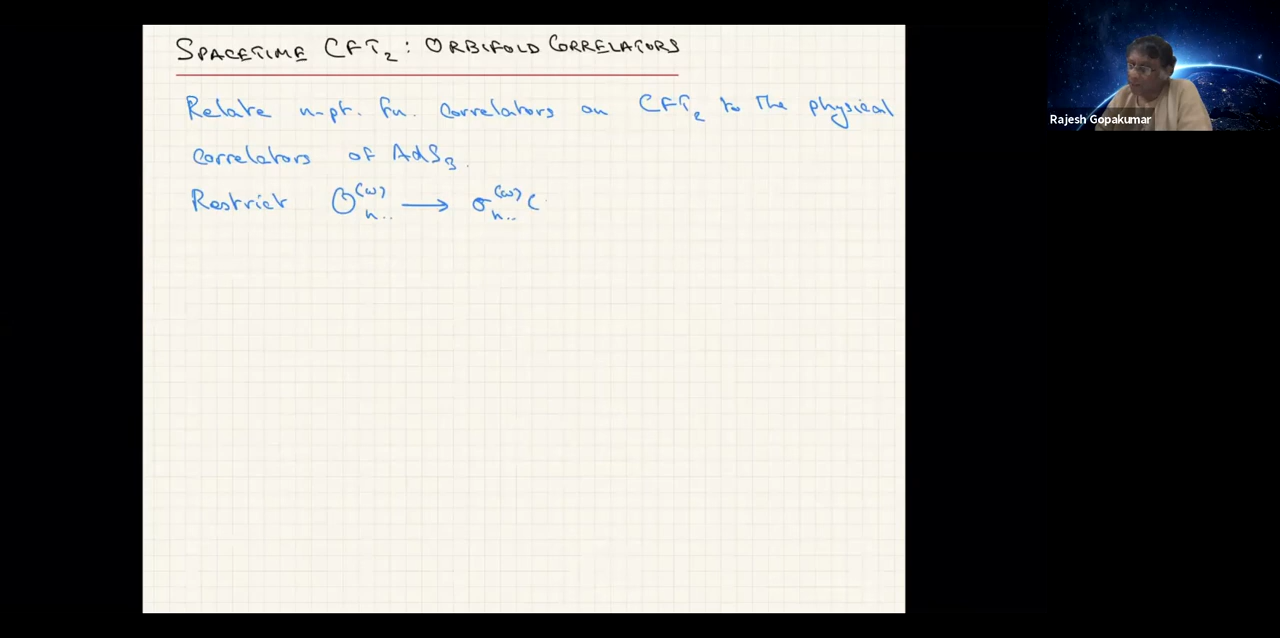 SPACETIME CFT₂ : ORBIFOLD CORRELATORS
Relate n-pt. fn. correlators on CFT₂ to the physical
correlators of AdS₃.
Restrict O^{(w)}_{h..} → σ^{(w)}_{h..}(
Rajesh Gopakumar